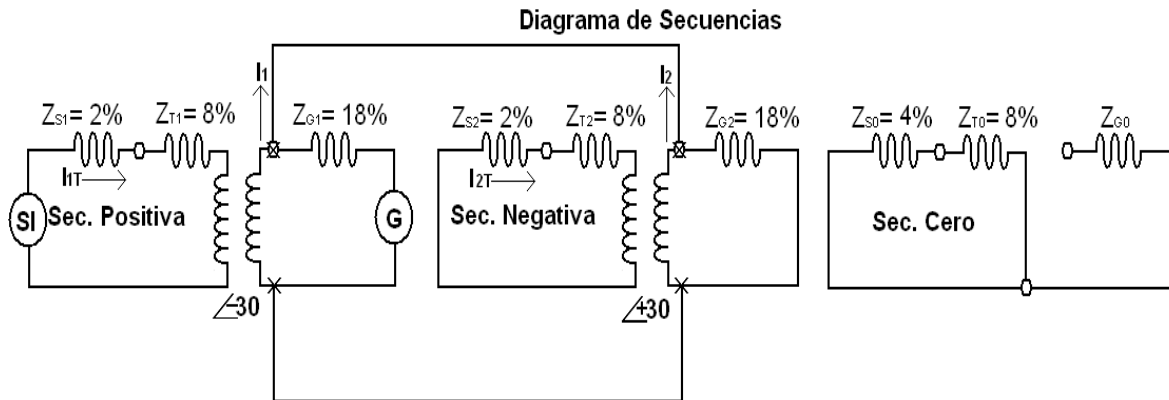 Diagrama de Secuencias
I1
I2
ZS1= 2%
ZT1= 8%
ZG1= 18%
ZS2= 2%
ZT2= 8%
ZG2= 18%
ZS0= 4%
ZT0= 8%
ZG0
I1T
I2T
SI
Sec. Positiva
G
Sec. Negativa
Sec. Cero
∠-30
∠+30